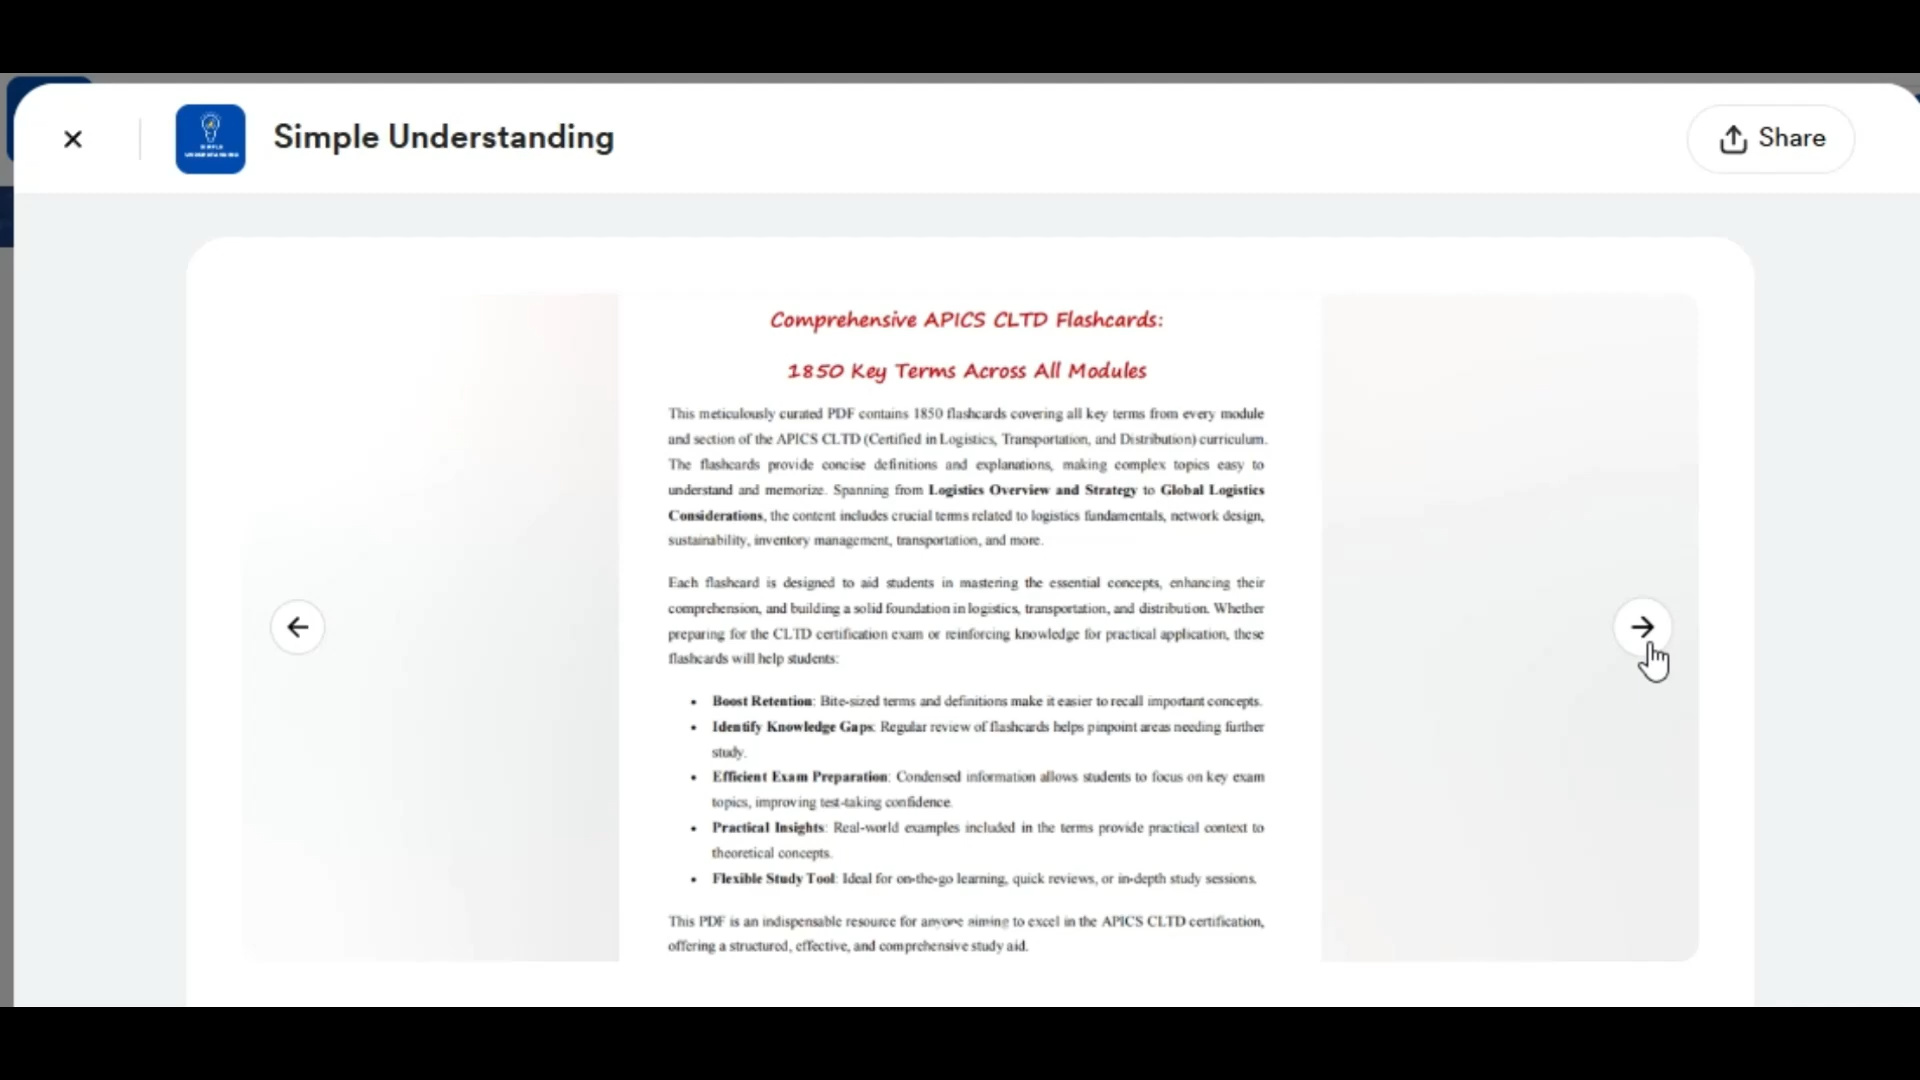 Simple Understanding
Share
SIMPLE
UNDERSTANDING
Comprehensive APICS CLTD Flashcards:
1850 Key Terms Across All Modules
This meticulously curated PDF contains 1850 flashcards covering all key terms from every module
and section of the APICS CLTD (Certified in Logistics, Transportation, and Distribution) curriculum.
The flashcards provide concise definitions and explanations, making complex topics easy to
understand and memorize. Spanning from Logistics Overview and Strategy to Global Logistics
Considerations, the content includes crucial terms related to logistics fundamentals, network design,
sustainability, inventory management, transportation, and more.
Each flashcard is designed to aid students in mastering the essential concepts, enhancing their
comprehension, and building a solid foundation in logistics, transportation, and distribution. Whether
preparing for the CLTD certification exam or reinforcing knowledge for practical application, these
flashcards will help students:
• Boost Retention: Bite-sized terms and definitions make it easier to recall important concepts.
• Identify Knowledge Gaps: Regular review of flashcards helps pinpoint areas needing further
study.
• Efficient Exam Preparation: Condensed information allows students to focus on key exam
topics, improving test-taking confidence.
• Practical Insights: Real-world examples included in the terms provide practical context to
theoretical concepts.
• Flexible Study Tool: Ideal for on-the-go learning, quick reviews, or in-depth study sessions.
This PDF is an indispensable resource for anyone aiming to excel in the APICS CLTD certification,
offering a structured, effective, and comprehensive study aid.